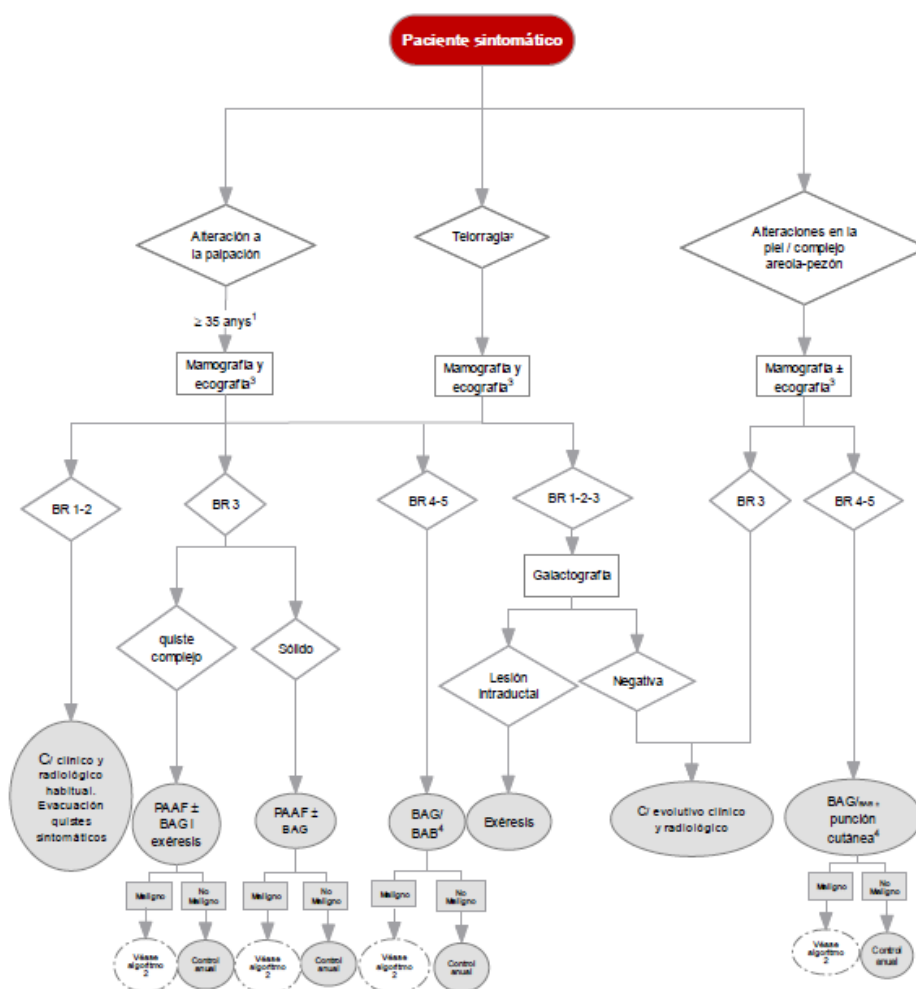 Paciente sintomático
Alteración a
la palpación
Telorragia²
Alteraciones en la
piel / complejo
areola-pezón
≥ 35 anys¹
Mamografía y
ecografía³
Mamografía y
ecografía³
Mamografía ±
ecografía³
BR 1-2
BR 3
BR 4-5
BR 1-2-3
BR 3
BR 4-5
Galactografía
quiste
complejo
Sólido
Lesión
intraductal
Negativa
C/ clínico y
radiológico
habitual.
Evacuación
quistes
sintomáticos
PAAF ±
BAG I
exéresis
PAAF ±
BAG
BAG/
BAB⁴
Exéresis
C/ evolutivo clínico
y radiológico
BAG/BAB ±
punción
cutánea⁴
Maligno
No
Maligno
Maligno
No
Maligno
Maligno
No
Maligno
Maligno
No
Maligno
Véase
algoritmo
2
Control
anual
Véase
algoritmo
2
Control
anual
Véase
algoritmo
2
Control
anual
Véase
algoritmo
2
Control
anual